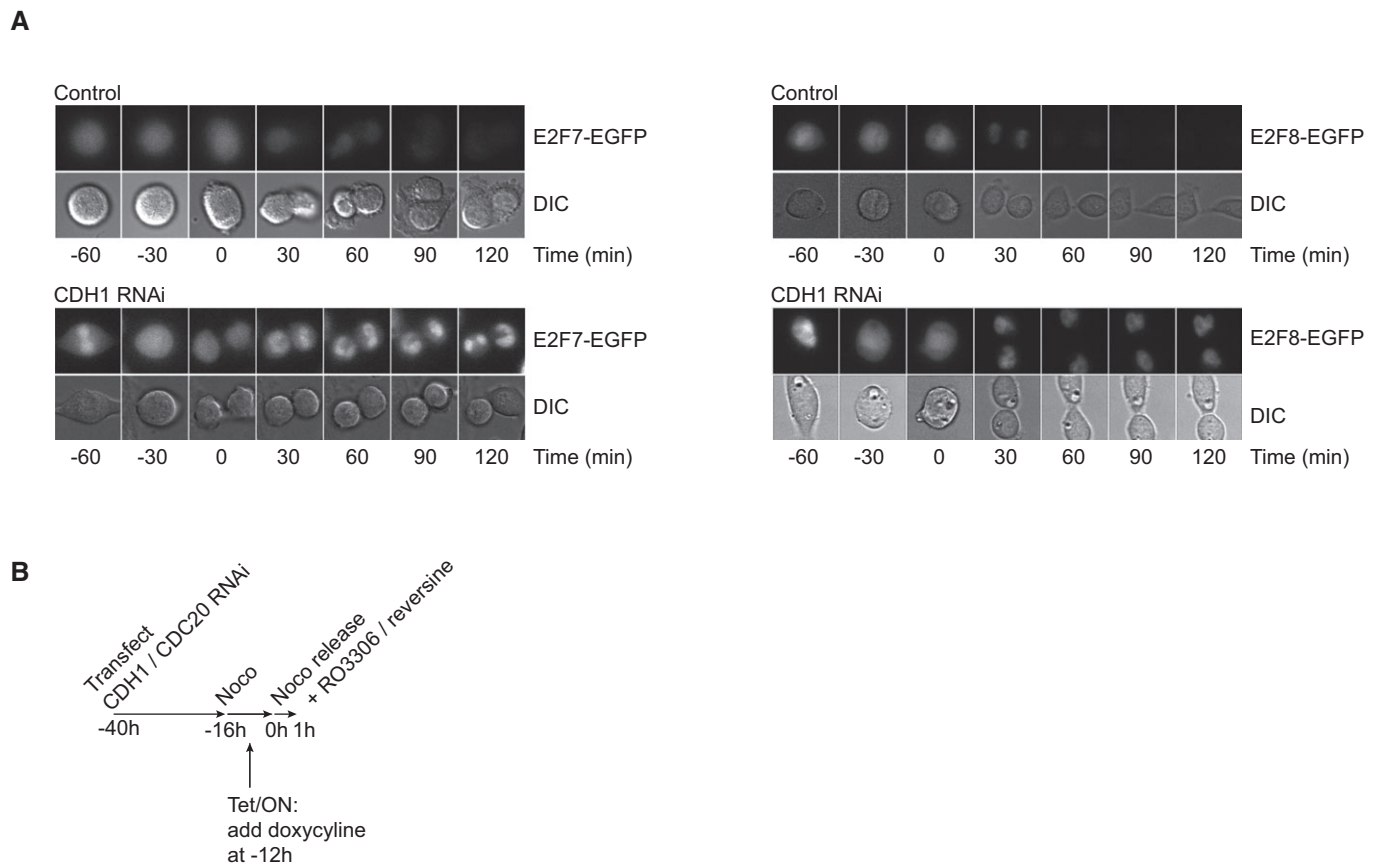 A
Control
E2F7-EGFP
DIC
-60 -30 0 30 60 90 120 Time (min)
CDH1 RNAi
E2F7-EGFP
DIC
-60 -30 0 30 60 90 120 Time (min)
Control
E2F8-EGFP
DIC
-60 -30 0 30 60 90 120 Time (min)
CDH1 RNAi
E2F8-EGFP
DIC
-60 -30 0 30 60 90 120 Time (min)
B
Transfect
CDH1 / CDC20 RNAi
Noco
Noco release
+ RO3306 / reversine
-40h -16h 0h 1h
Tet/ON:
add doxycyline
at -12h